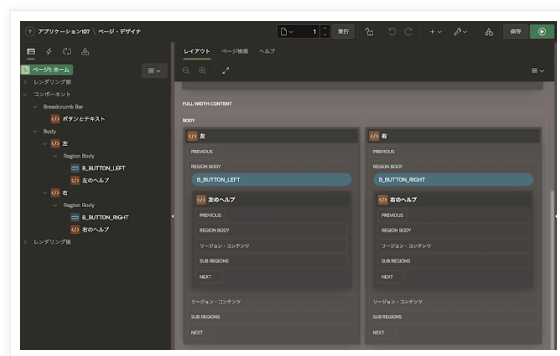 アプリケーション107 \ ページ・デザイナ
1
実行
保存
ページ1: ホーム
レンダリング前
コンポーネント
Breadcrumb Bar
ボタンとテキスト
Body
左
Region Body
B_BUTTON_LEFT
左のヘルプ
右
Region Body
B_BUTTON_RIGHT
右のヘルプ
レンダリング後
レイアウト ページ検索 ヘルプ
FULL WIDTH CONTENT
BODY
左
PREVIOUS
REGION BODY
B_BUTTON_LEFT
左のヘルプ
PREVIOUS
REGION BODY
リージョン・コンテンツ
SUB REGIONS
NEXT
リージョン・コンテンツ
SUB REGIONS
NEXT
右
PREVIOUS
REGION BODY
B_BUTTON_RIGHT
右のヘルプ
PREVIOUS
REGION BODY
リージョン・コンテンツ
SUB REGIONS
NEXT
リージョン・コンテンツ
SUB REGIONS
NEXT